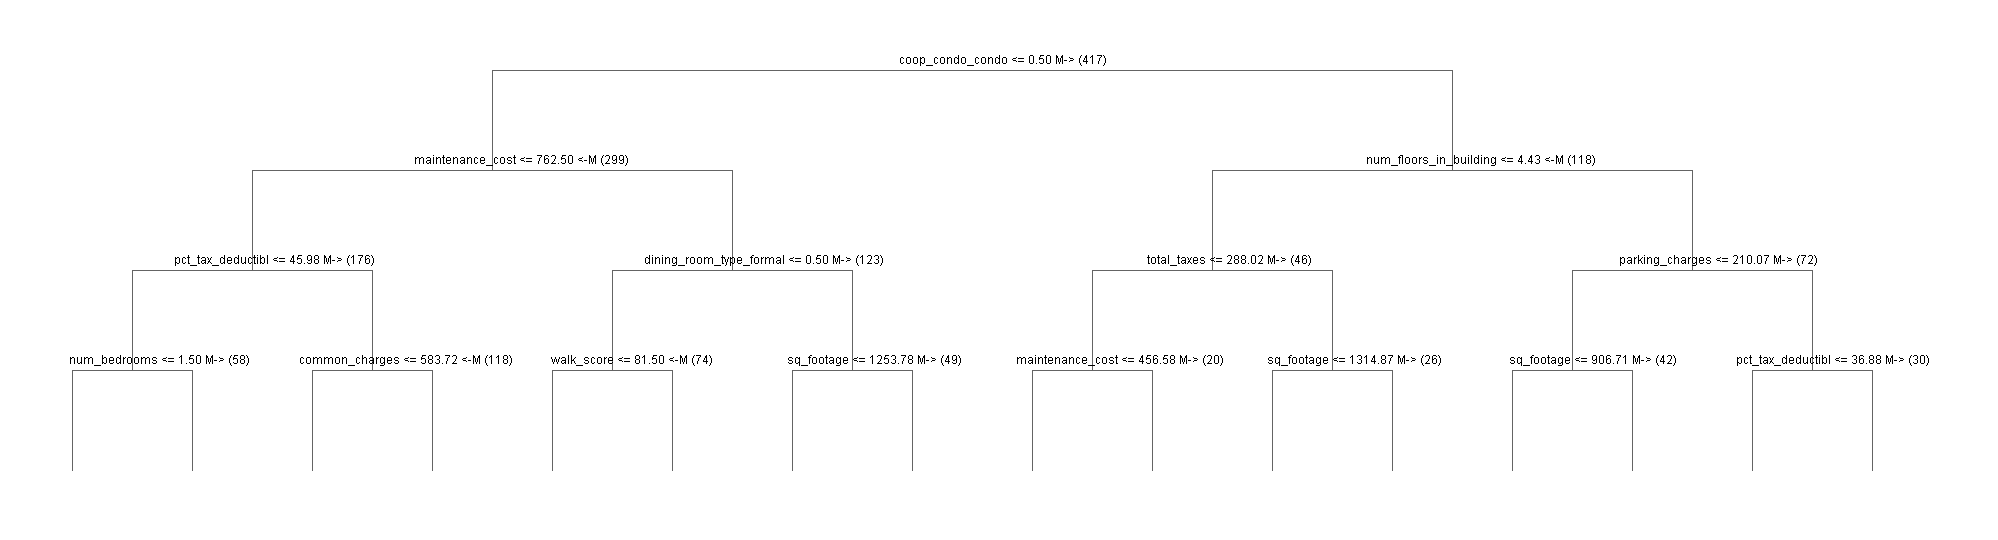 coop_condo_condo <= 0.50 M-> (417)
maintenance_cost <= 762.50 <-M (299)
num_floors_in_building <= 4.43 <-M (118)
pct_tax_deductibl <= 45.98 M-> (176)
dining_room_type_formal <= 0.50 M-> (123)
total_taxes <= 288.02 M-> (46)
parking_charges <= 210.07 M-> (72)
num_bedrooms <= 1.50 M-> (58)
common_charges <= 583.72 <-M (118)
walk_score <= 81.50 <-M (74)
sq_footage <= 1253.78 M-> (49)
maintenance_cost <= 456.58 M-> (20)
sq_footage <= 1314.87 M-> (26)
sq_footage <= 906.71 M-> (42)
pct_tax_deductibl <= 36.88 M-> (30)